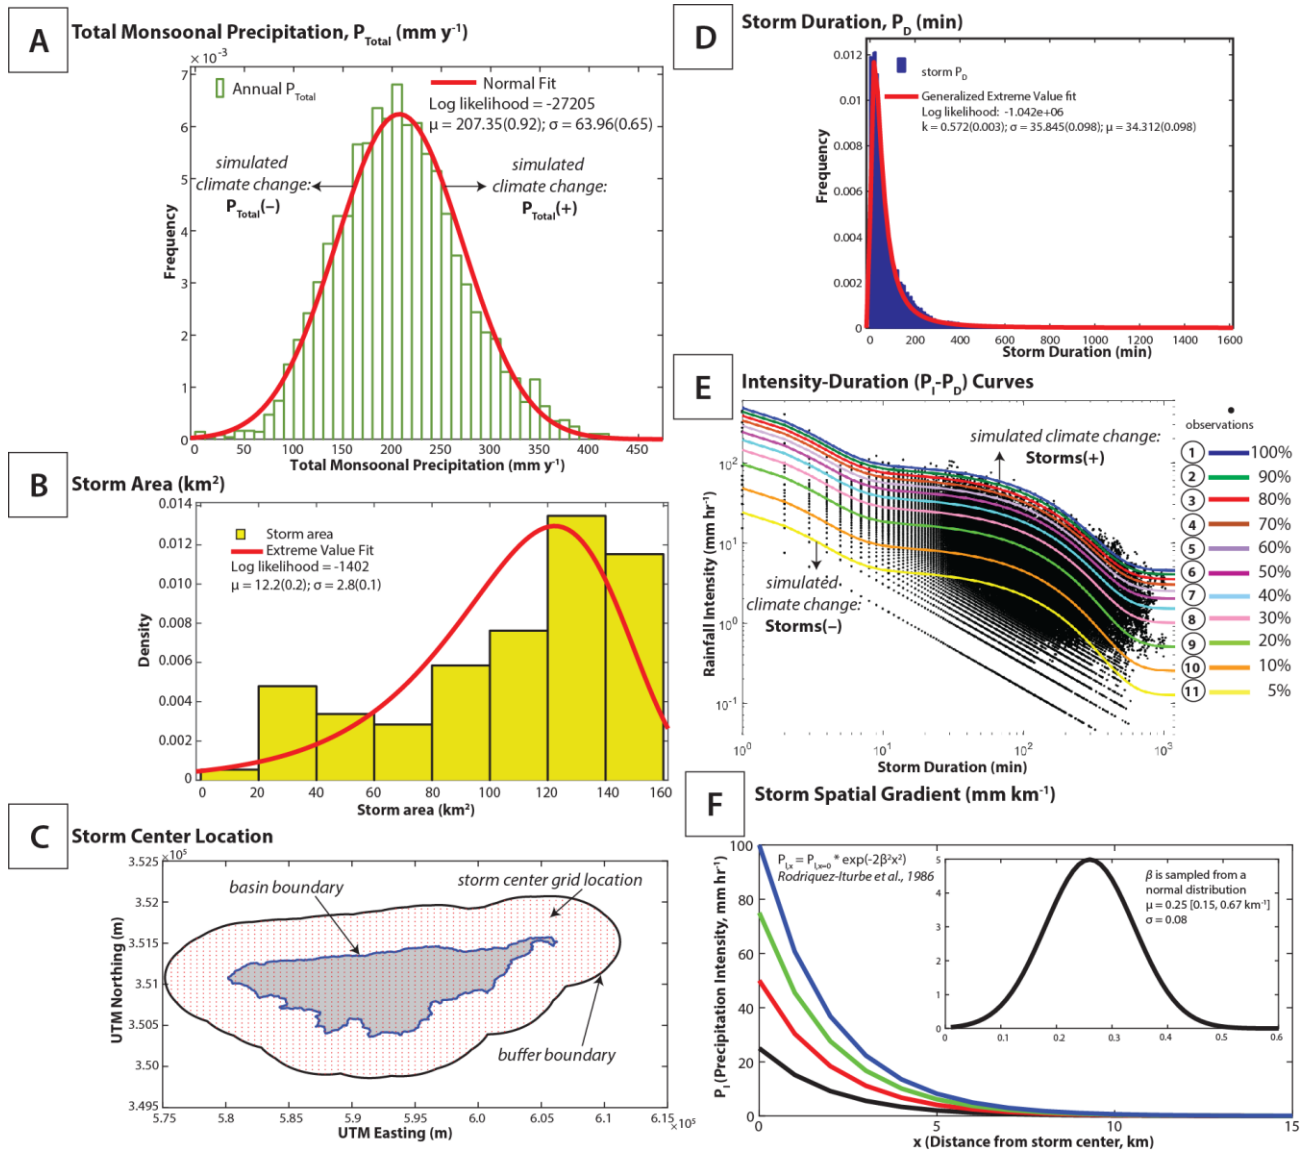 A
Total Monsoonal Precipitation, P_Total (mm y⁻¹)
× 10⁻³
7
6
5
4
3
2
1
0
Frequency
Annual P_Total
Normal Fit
Log likelihood = -27205
μ = 207.35(0.92); σ = 63.96(0.65)
simulated
climate change:
P_Total(−)
simulated
climate change:
P_Total(+)
0 50 100 150 200 250 300 350 400 450
Total Monsoonal Precipitation (mm y⁻¹)
B
Storm Area (km²)
0.014
0.012
0.010
0.008
0.006
0.004
0.002
0
Density
Storm area
Extreme Value Fit
Log likelihood = -1402
μ = 12.2(0.2); σ = 2.8(0.1)
0 20 40 60 80 100 120 140 160
Storm area (km²)
C
Storm Center Location
3.525 × 10⁵
3.52
3.515
3.51
3.505
3.50
3.495
UTM Northing (m)
basin boundary
storm center grid location
buffer boundary
5.75 5.8 5.85 5.9 5.95 6.0 6.05 6.1 6.15
× 10⁵
UTM Easting (m)
D
Storm Duration, P_D (min)
0.012
0.01
0.008
0.006
0.004
0.002
0
Frequency
storm P_D
Generalized Extreme Value fit
Log likelihood: -1.042e+06
k = 0.572(0.003); σ = 35.845(0.098); μ = 34.312(0.098)
0 200 400 600 800 1000 1200 1400 1600
Storm Duration (min)
E
Intensity-Duration (P_I-P_D) Curves
10²
10¹
10⁰
10⁻¹
Rainfall Intensity (mm hr⁻¹)
simulated climate change:
Storms(+)
simulated
climate change:
Storms(−)
10⁰ 10¹ 10² 10³
Storm Duration (min)
observations
1 100%
2 90%
3 80%
4 70%
5 60%
6 50%
7 40%
8 30%
9 20%
10 10%
11 5%
F
Storm Spatial Gradient (mm km⁻¹)
100
80
60
40
20
0
P_I (Precipitation Intensity, mm hr⁻¹)
P_I,x = P_I,x=0 * exp(-2β²x²)
Rodriquez-Iturbe et al., 1986
5
4
3
2
1
0
β is sampled from a
normal distribution
μ = 0.25 [0.15, 0.67 km⁻¹]
σ = 0.08
0 0.1 0.2 0.3 0.4 0.5 0.6
0 5 10 15
x (Distance from storm center, km)